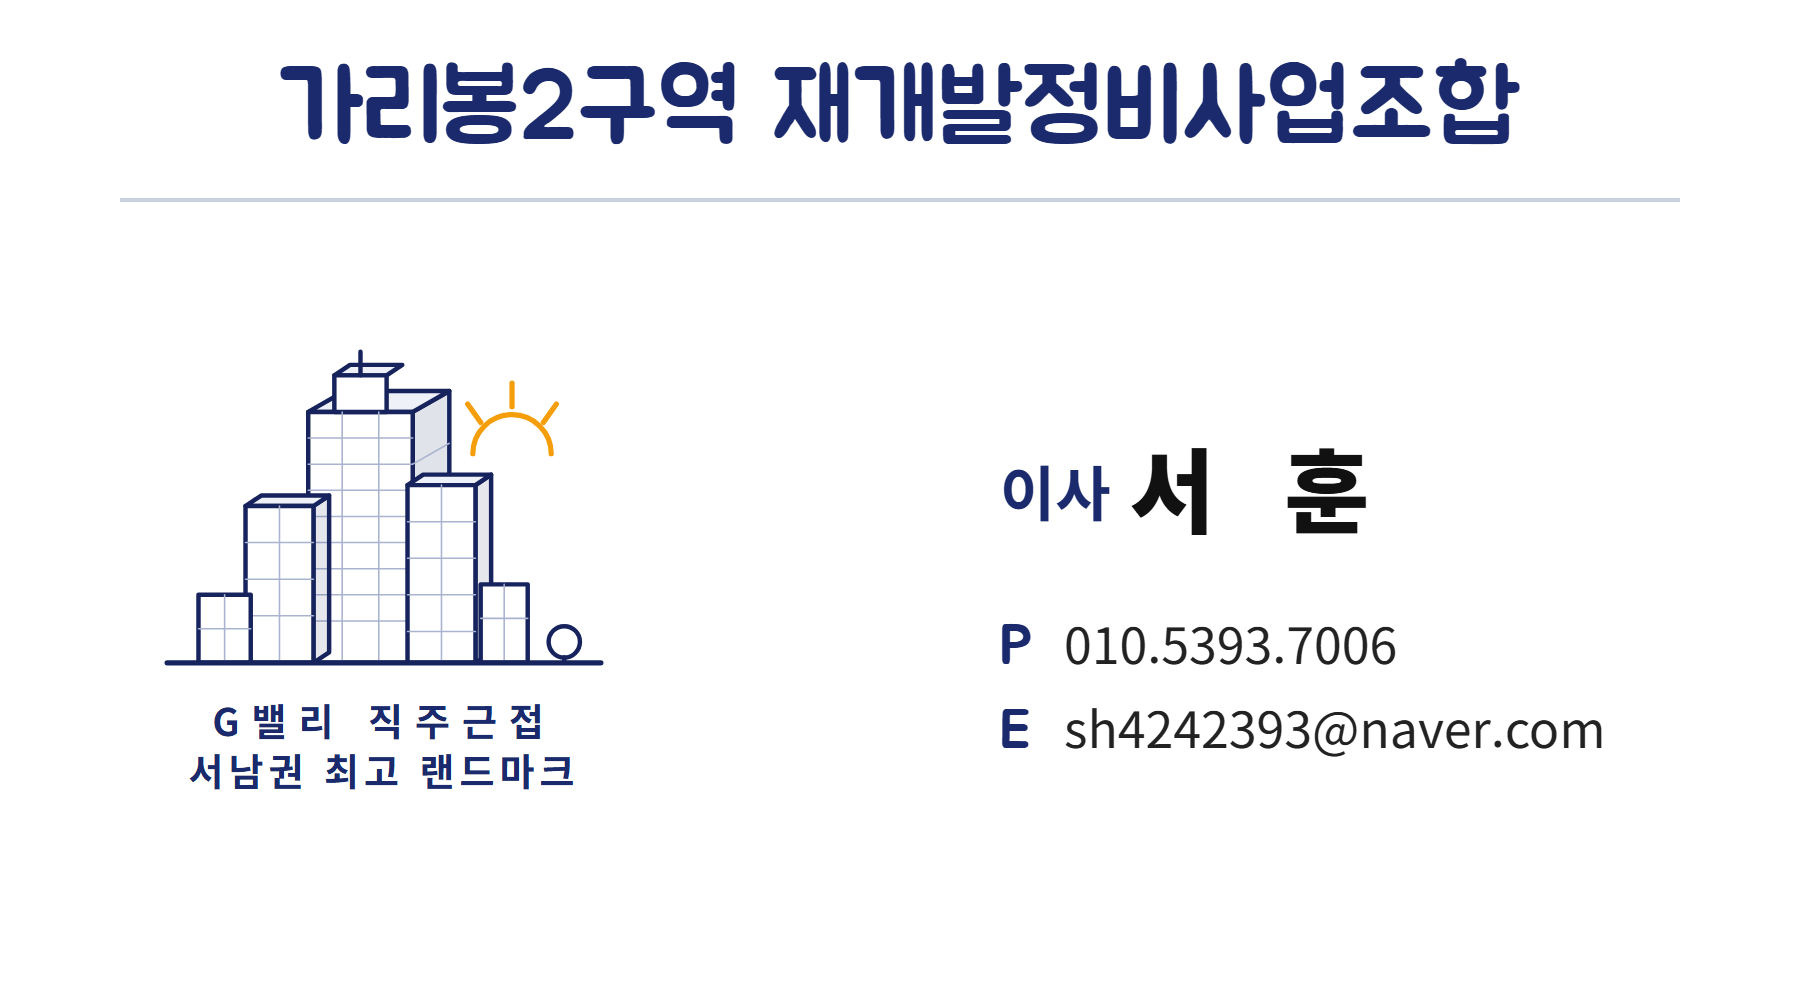 가리봉2구역 재개발정비사업조합
G밸리 직주근접
서남권 최고 랜드마크
이사 서 훈
P 010.5393.7006
E sh4242393@naver.com